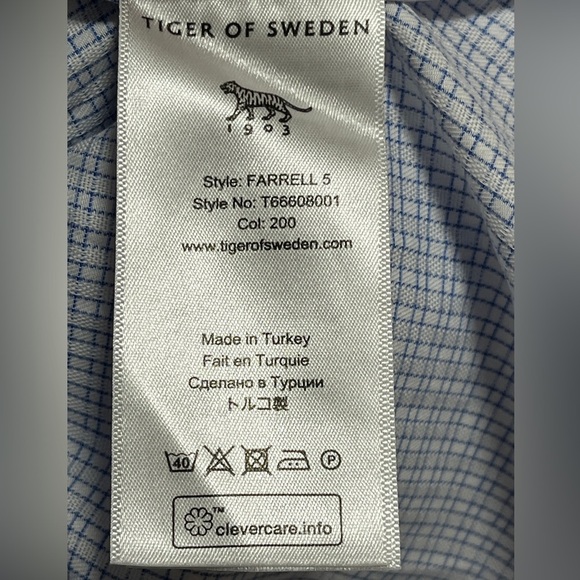 TIGER OF SWEDEN
1903
Style: FARRELL 5
Style No: T66608001
Col: 200
www.tigerofsweden.com
Made in Turkey
Fait en Turquie
Сделано в Турции
トルコ製
40 P
™
clevercare.info